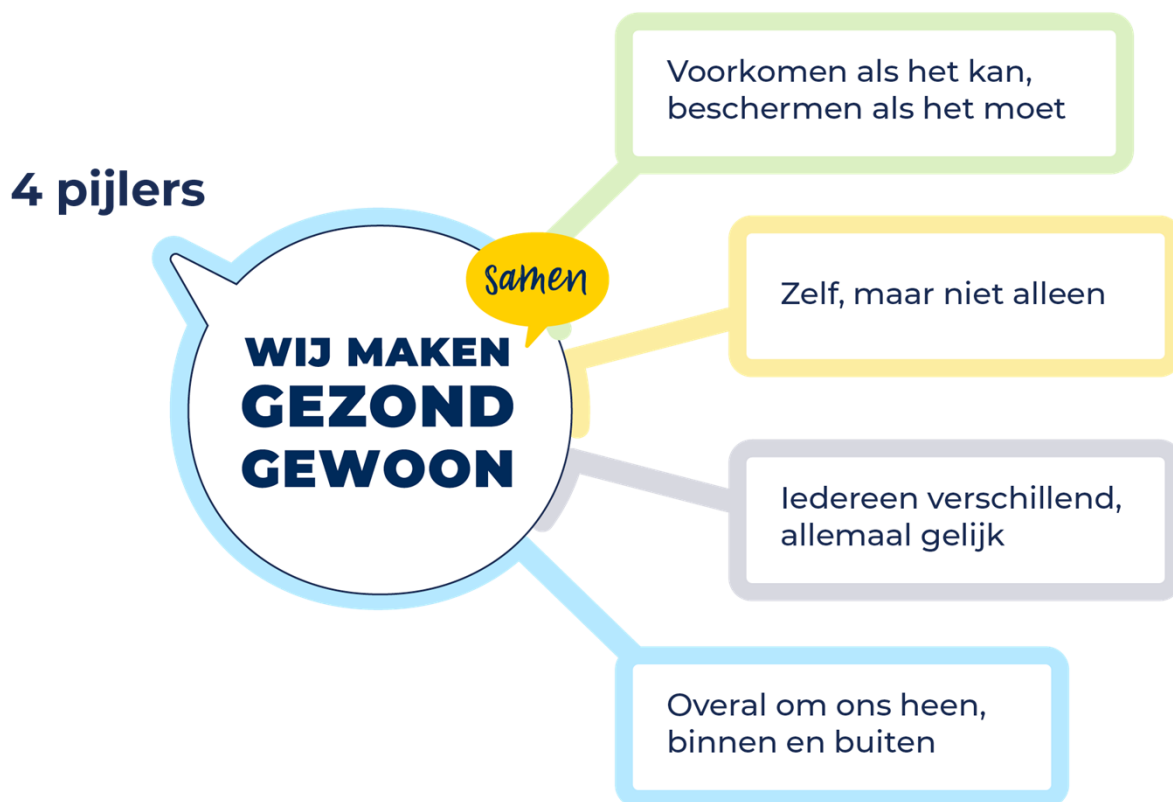 4 pijlers
samen
WIJ MAKEN
GEZOND
GEWOON
Voorkomen als het kan,
beschermen als het moet
Zelf, maar niet alleen
Iedereen verschillend,
allemaal gelijk
Overal om ons heen,
binnen en buiten